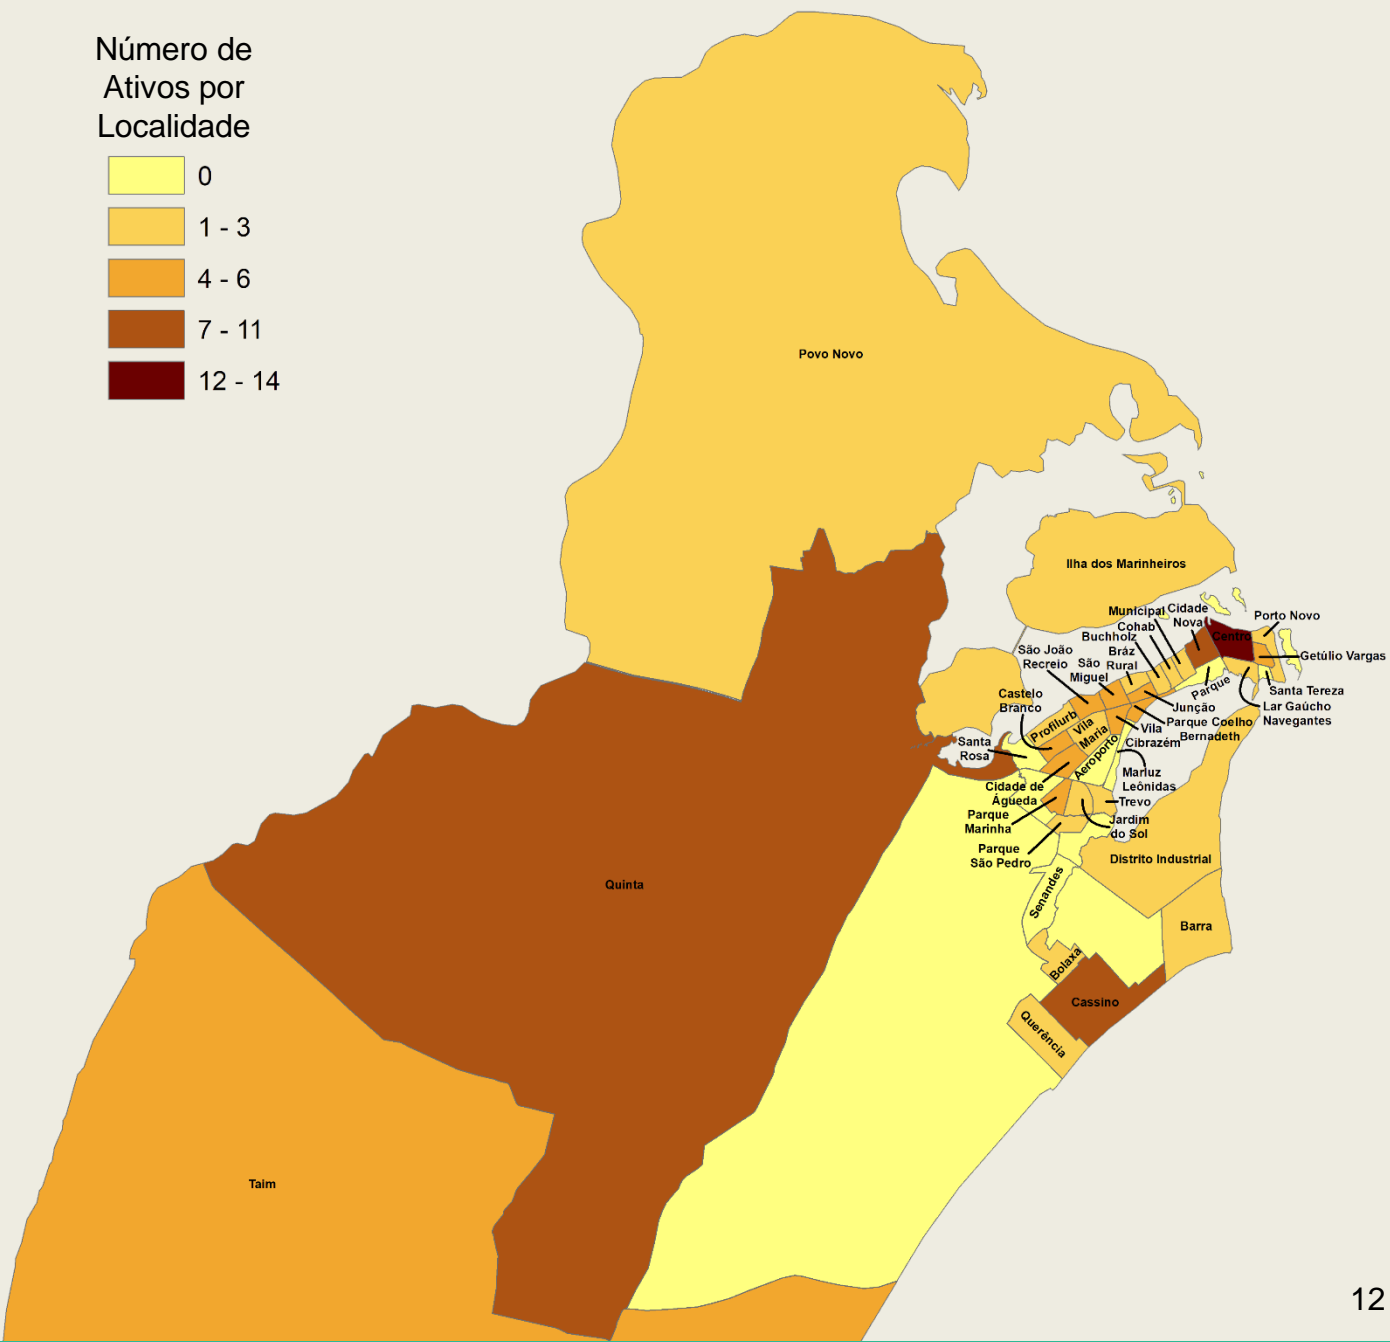 Número de
Ativos por
Localidade
0
1 - 3
4 - 6
7 - 11
12 - 14
Povo Novo
Ilha dos Marinheiros
Municipal
Cidade
Nova
Porto Novo
Cohab
Centro
Buchholz
Getúlio Vargas
Bráz
Rural
São João
Recreio
São
Miguel
Parque
Santa Tereza
Castelo
Branco
Junção
Lar Gaúcho
Navegantes
Profilurb
Vila
Maria
Parque Coelho
Bernadeth
Vila
Cibrazém
Santa
Rosa
Aeroporto
Marluz
Leônidas
Cidade de
Águeda
Trevo
Parque
Marinha
Jardim
do Sol
Parque
São Pedro
Distrito Industrial
Quinta
Senandes
Barra
Bolaxa
Cassino
Querência
Taim
12